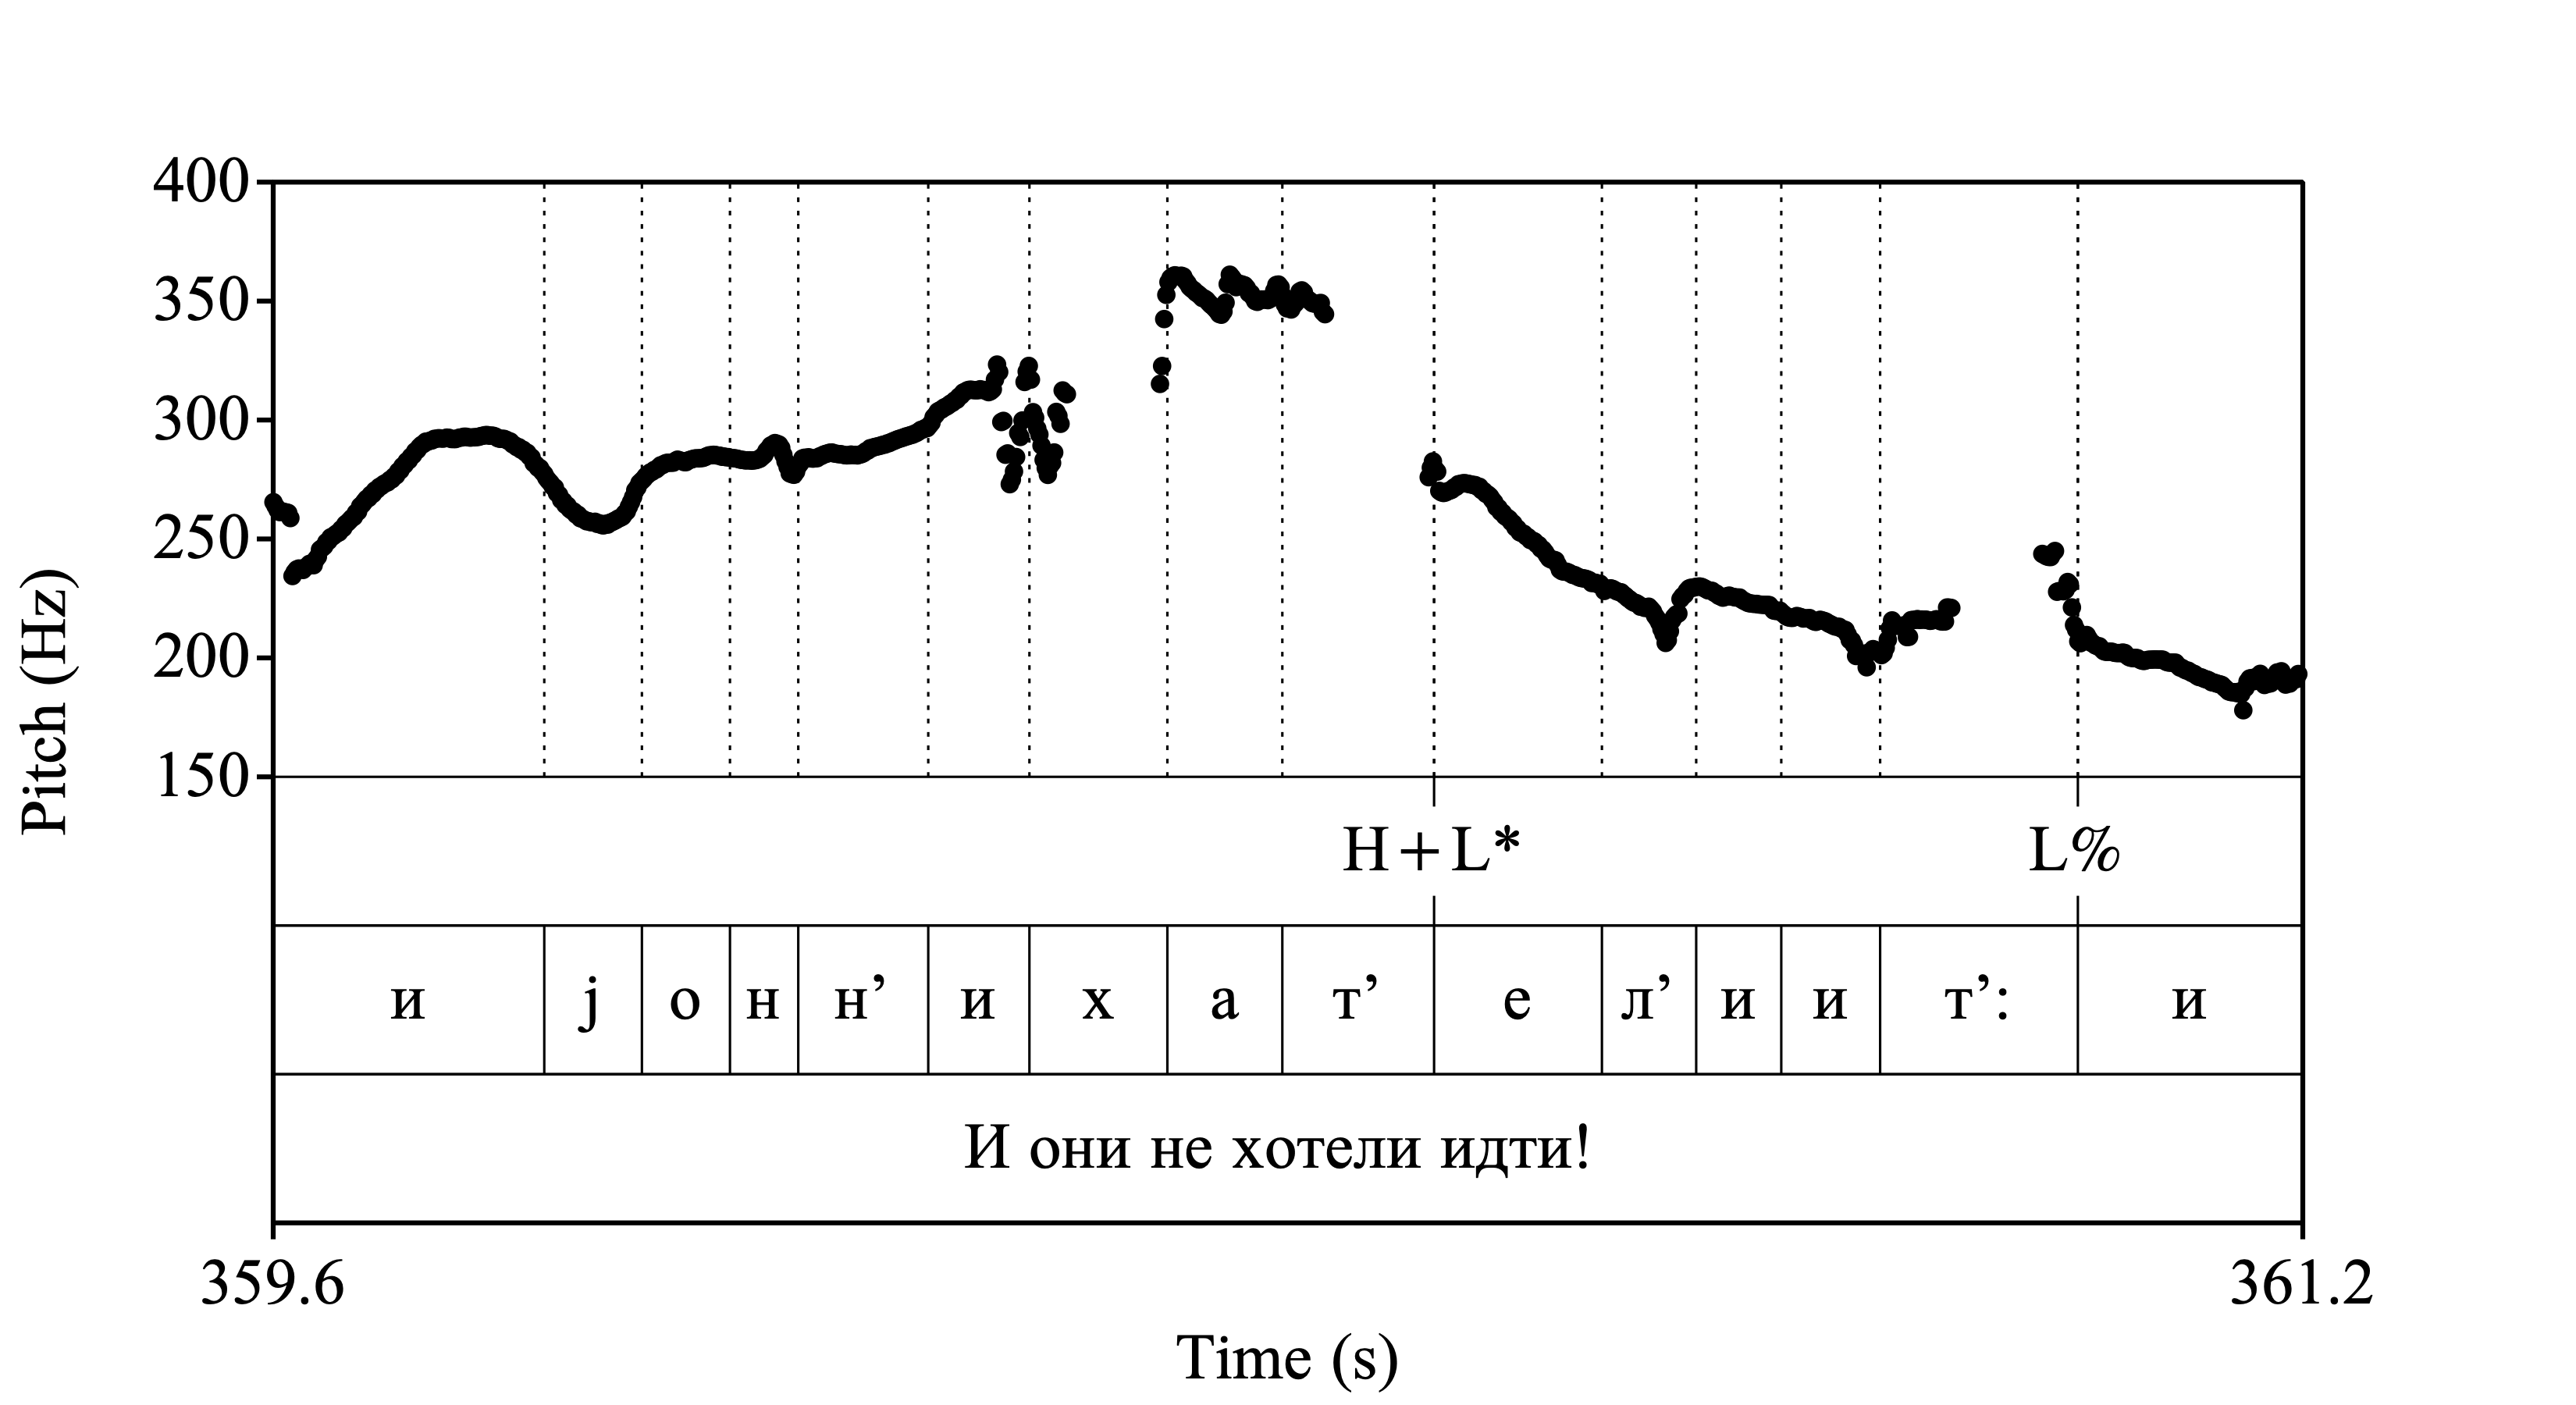 400
350
300
250
200
150
Pitch (Hz)
H+L* L%
и j о н н’ и х а т’ е л’ и и т’: и
И они не хотели идти!
359.6 361.2
Time (s)